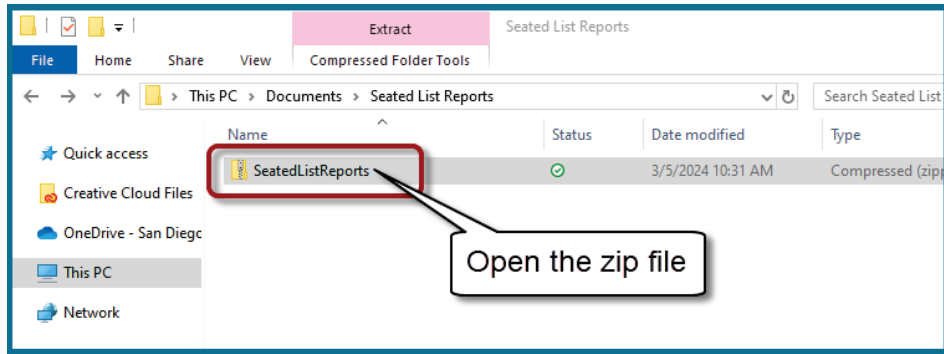 Extract
Seated List Reports
File Home Share View Compressed Folder Tools
This PC > Documents > Seated List Reports
Search Seated List
Name Status Date modified Type
Quick access
SeatedListReports 3/5/2024 10:31 AM Compressed (zipp
Creative Cloud Files
OneDrive - San Diego
This PC
Network
Open the zip file